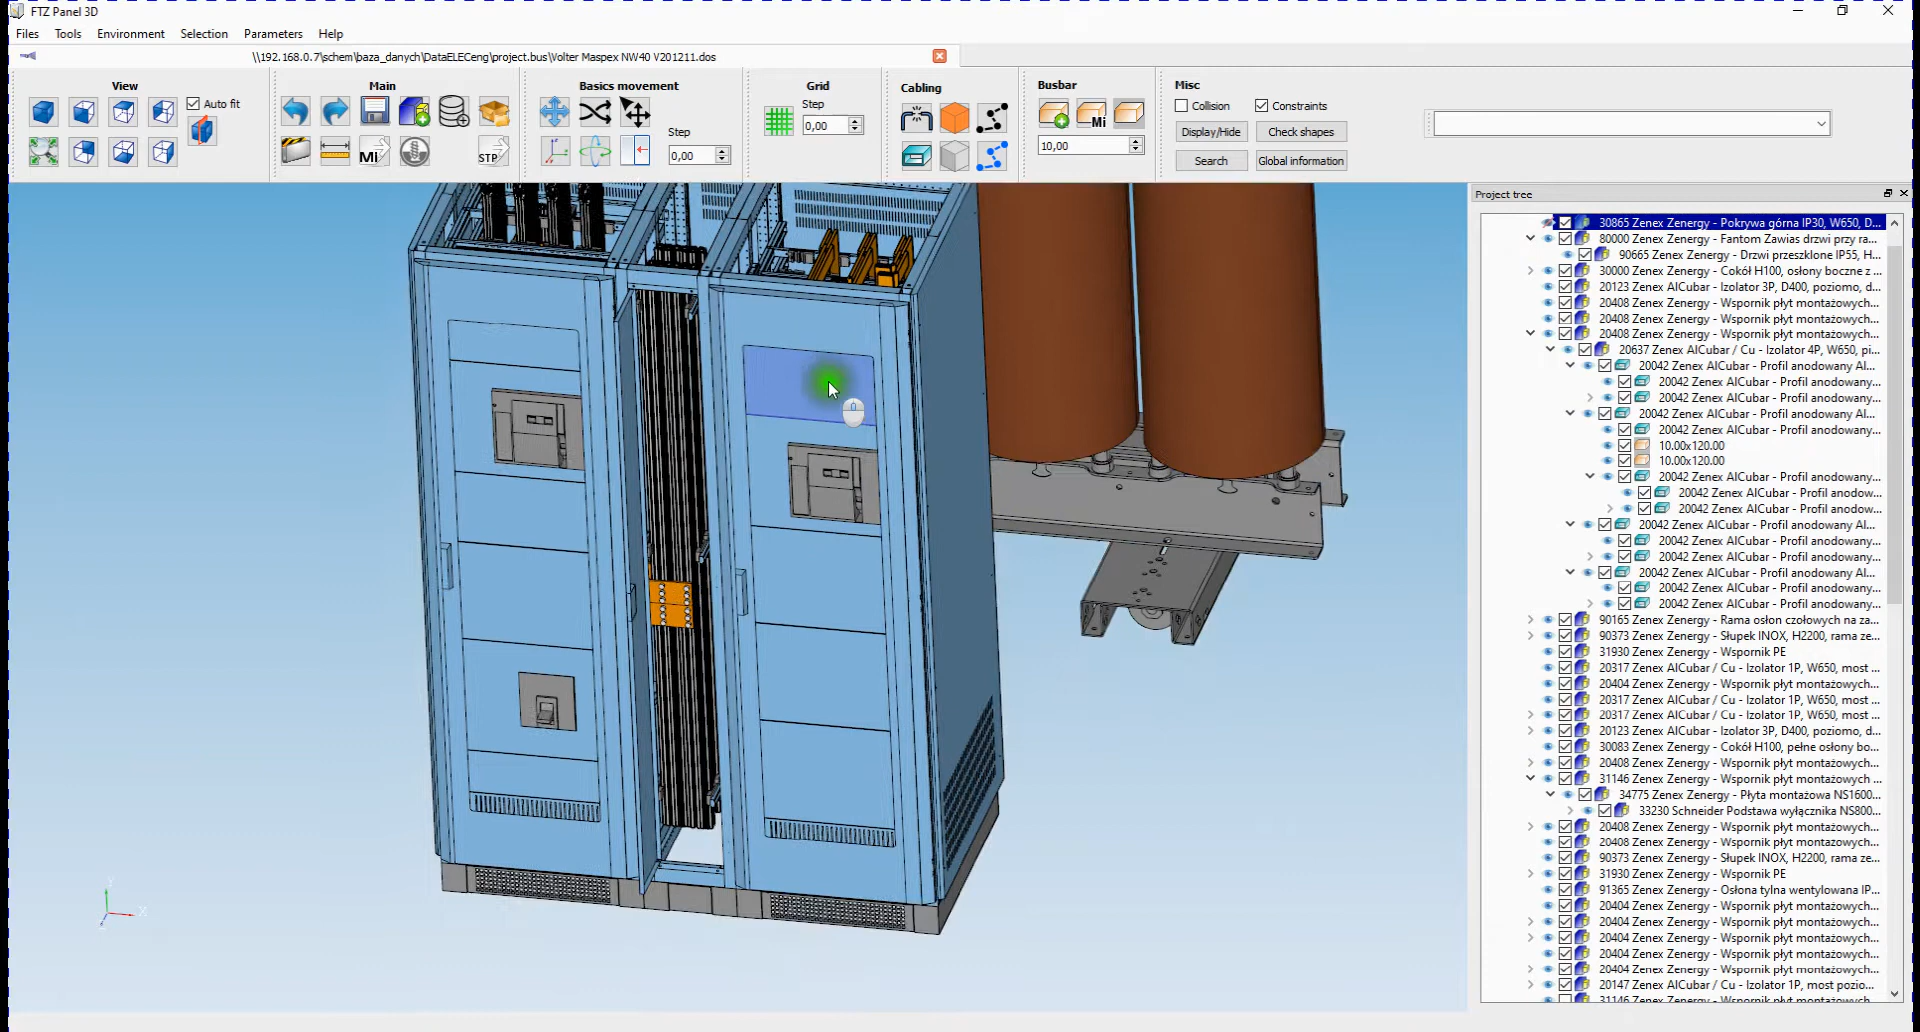 FTZ Panel 3D
Files Tools Environment Selection Parameters Help
\\192.168.0.7\schem\baza_danych\DataELECeng\project.bus\Volter Maspex NW40 V201211.dos
View Main Basics movement Grid Cabling Busbar Misc
Auto fit
Step
0,00
Step
0,00
Mi
STP
Mi
10,00
Collision Constraints
Display/Hide Check shapes
Search Global information
Project tree
30865 Zenex Zenergy - Pokrywa górna IP30, W650, D...
80000 Zenex Zenergy - Fantom Zawias drzwi przy ra...
90665 Zenex Zenergy - Drzwi przeszklone IP55, H...
30000 Zenex Zenergy - Cokół H100, osłony boczne z ...
20123 Zenex AlCubar - Izolator 3P, D400, poziomo, d...
20408 Zenex Zenergy - Wspornik płyt montażowych...
20408 Zenex Zenergy - Wspornik płyt montażowych...
20408 Zenex Zenergy - Wspornik płyt montażowych...
20637 Zenex AlCubar / Cu - Izolator 4P, W650, pi...
20042 Zenex AlCubar - Profil anodowany Al...
20042 Zenex AlCubar - Profil anodowany...
20042 Zenex AlCubar - Profil anodowany...
20042 Zenex AlCubar - Profil anodowany Al...
20042 Zenex AlCubar - Profil anodowany...
10.00x120.00
10.00x120.00
20042 Zenex AlCubar - Profil anodowany...
20042 Zenex AlCubar - Profil anodow...
20042 Zenex AlCubar - Profil anodow...
20042 Zenex AlCubar - Profil anodowany Al...
20042 Zenex AlCubar - Profil anodowany...
20042 Zenex AlCubar - Profil anodowany...
20042 Zenex AlCubar - Profil anodowany Al...
20042 Zenex AlCubar - Profil anodowany...
20042 Zenex AlCubar - Profil anodowany...
90165 Zenex Zenergy - Rama osłon czołowych na za...
90373 Zenex Zenergy - Słupek INOX, H2200, rama ze...
31930 Zenex Zenergy - Wspornik PE
20317 Zenex AlCubar / Cu - Izolator 1P, W650, most ...
20404 Zenex Zenergy - Wspornik płyt montażowych...
20317 Zenex AlCubar / Cu - Izolator 1P, W650, most ...
20317 Zenex AlCubar / Cu - Izolator 1P, W650, most ...
20123 Zenex AlCubar - Izolator 3P, D400, poziomo, d...
30083 Zenex Zenergy - Cokół H100, pełne osłony bo...
20408 Zenex Zenergy - Wspornik płyt montażowych...
31146 Zenex Zenergy - Wspornik płyt montażowych ...
34775 Zenex Zenergy - Płyta montażowa NS1600...
33230 Schneider Podstawa wyłącznika NS800...
20408 Zenex Zenergy - Wspornik płyt montażowych...
20408 Zenex Zenergy - Wspornik płyt montażowych...
90373 Zenex Zenergy - Słupek INOX, H2200, rama ze...
31930 Zenex Zenergy - Wspornik PE
91365 Zenex Zenergy - Osłona tylna wentylowana IP...
20404 Zenex Zenergy - Wspornik płyt montażowych...
20404 Zenex Zenergy - Wspornik płyt montażowych...
20404 Zenex Zenergy - Wspornik płyt montażowych...
20404 Zenex Zenergy - Wspornik płyt montażowych...
20404 Zenex Zenergy - Wspornik płyt montażowych...
20147 Zenex AlCubar / Cu - Izolator 1P, most pozio...
31146 Zenex Zenergy - Wspornik płyt montażowych